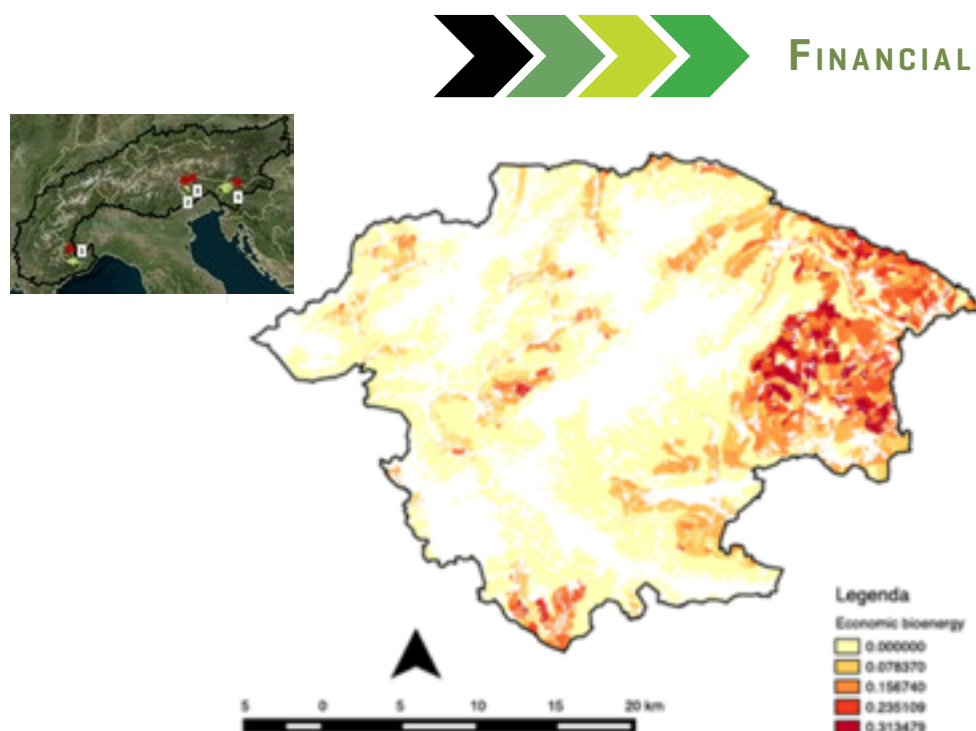 FINANCIAL
Legenda
Economic bioenergy
0.000000
0.078370
0.156740
0.235109
0.313479
5 0 5 10 15 20 km